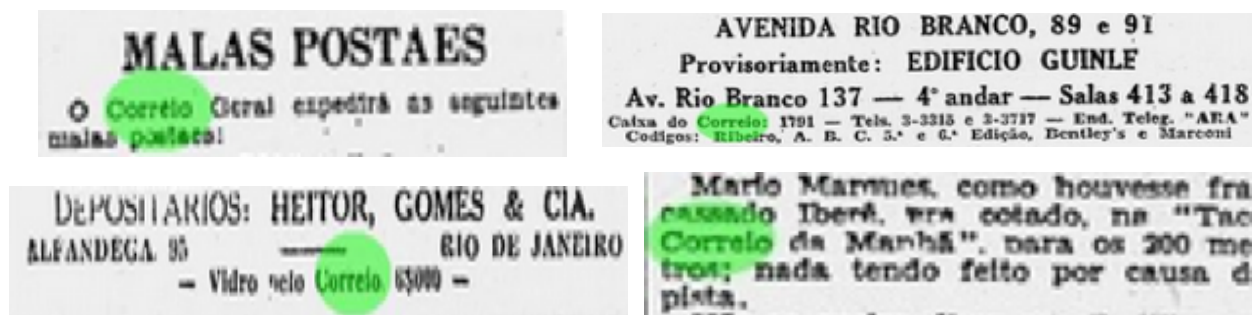 MALAS POSTAES
O Correio Geral expedirá as seguintes
malas postaes:
AVENIDA RIO BRANCO, 89 e 91
Provisoriamente: EDIFICIO GUINLE
Av. Rio Branco 137 — 4º andar — Salas 413 a 418
Caixa do Correio: 1791 — Tels. 3-3315 e 3-3717 — End. Teleg. "ARA"
Codigos: Ribeiro, A. B. C. 5.ª e 6.ª Edição, Bentley's e Marconi
DEPOSITARIOS: HEITOR, GOMES & CIA.
ALFANDEGA 95 —— RIO DE JANEIRO
— Vidro pelo Correio 6$000 —
Mario Marques, como houvesse fra
cassado Iberê, era cotado, na "Tac
Correio da Manhã", para os 200 me
tros; nada tendo feito por causa d
pista.